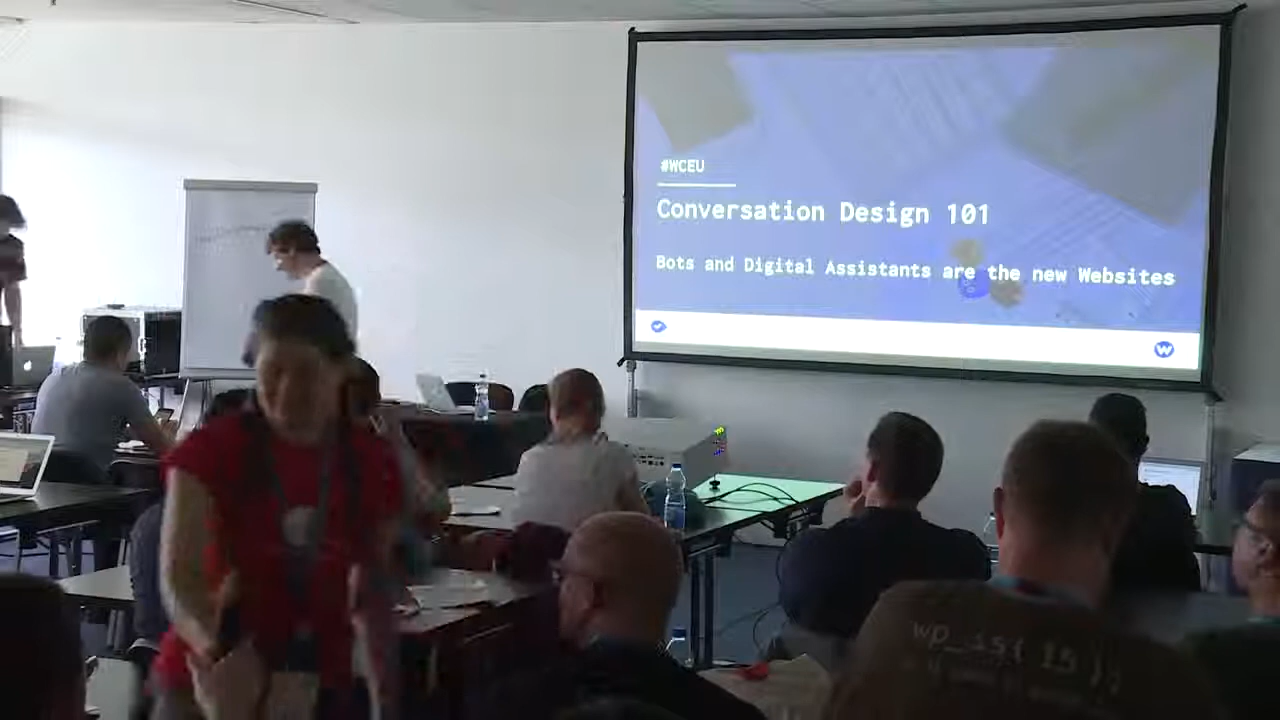 #WCEU
Conversation Design 101
Bots and Digital Assistants are the new Websites